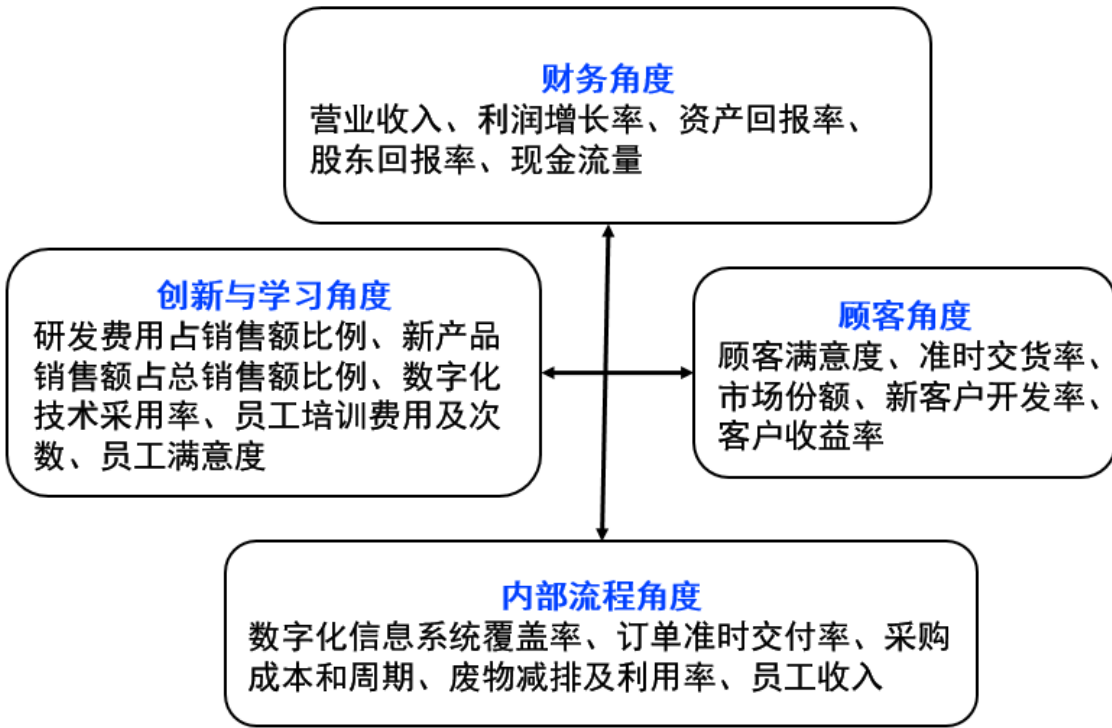 财务角度
营业收入、利润增长率、资产回报率、
股东回报率、现金流量
创新与学习角度
研发费用占销售额比例、新产品
销售额占总销售额比例、数字化
技术采用率、员工培训费用及次
数、员工满意度
顾客角度
顾客满意度、准时交货率、
市场份额、新客户开发率、
客户收益率
内部流程角度
数字化信息系统覆盖率、订单准时交付率、采购
成本和周期、废物减排及利用率、员工收入